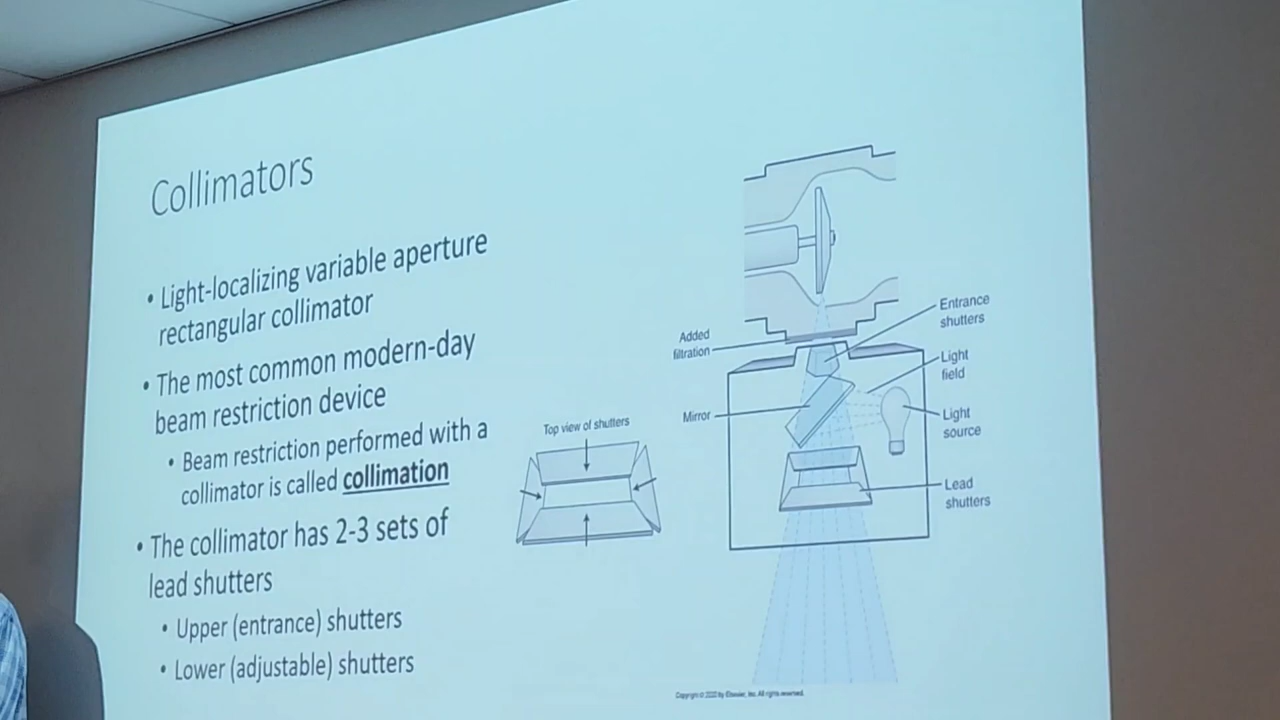 Collimators
• Light-localizing variable aperture
rectangular collimator
• The most common modern-day
beam restriction device
• Beam restriction performed with a
collimator is called collimation
• The collimator has 2-3 sets of
lead shutters
• Upper (entrance) shutters
• Lower (adjustable) shutters
Top view of shutters
Added
filtration
Mirror
Entrance
shutters
Light
field
Light
source
Lead
shutters
Copyright © 2020 by Elsevier, Inc. All rights reserved.